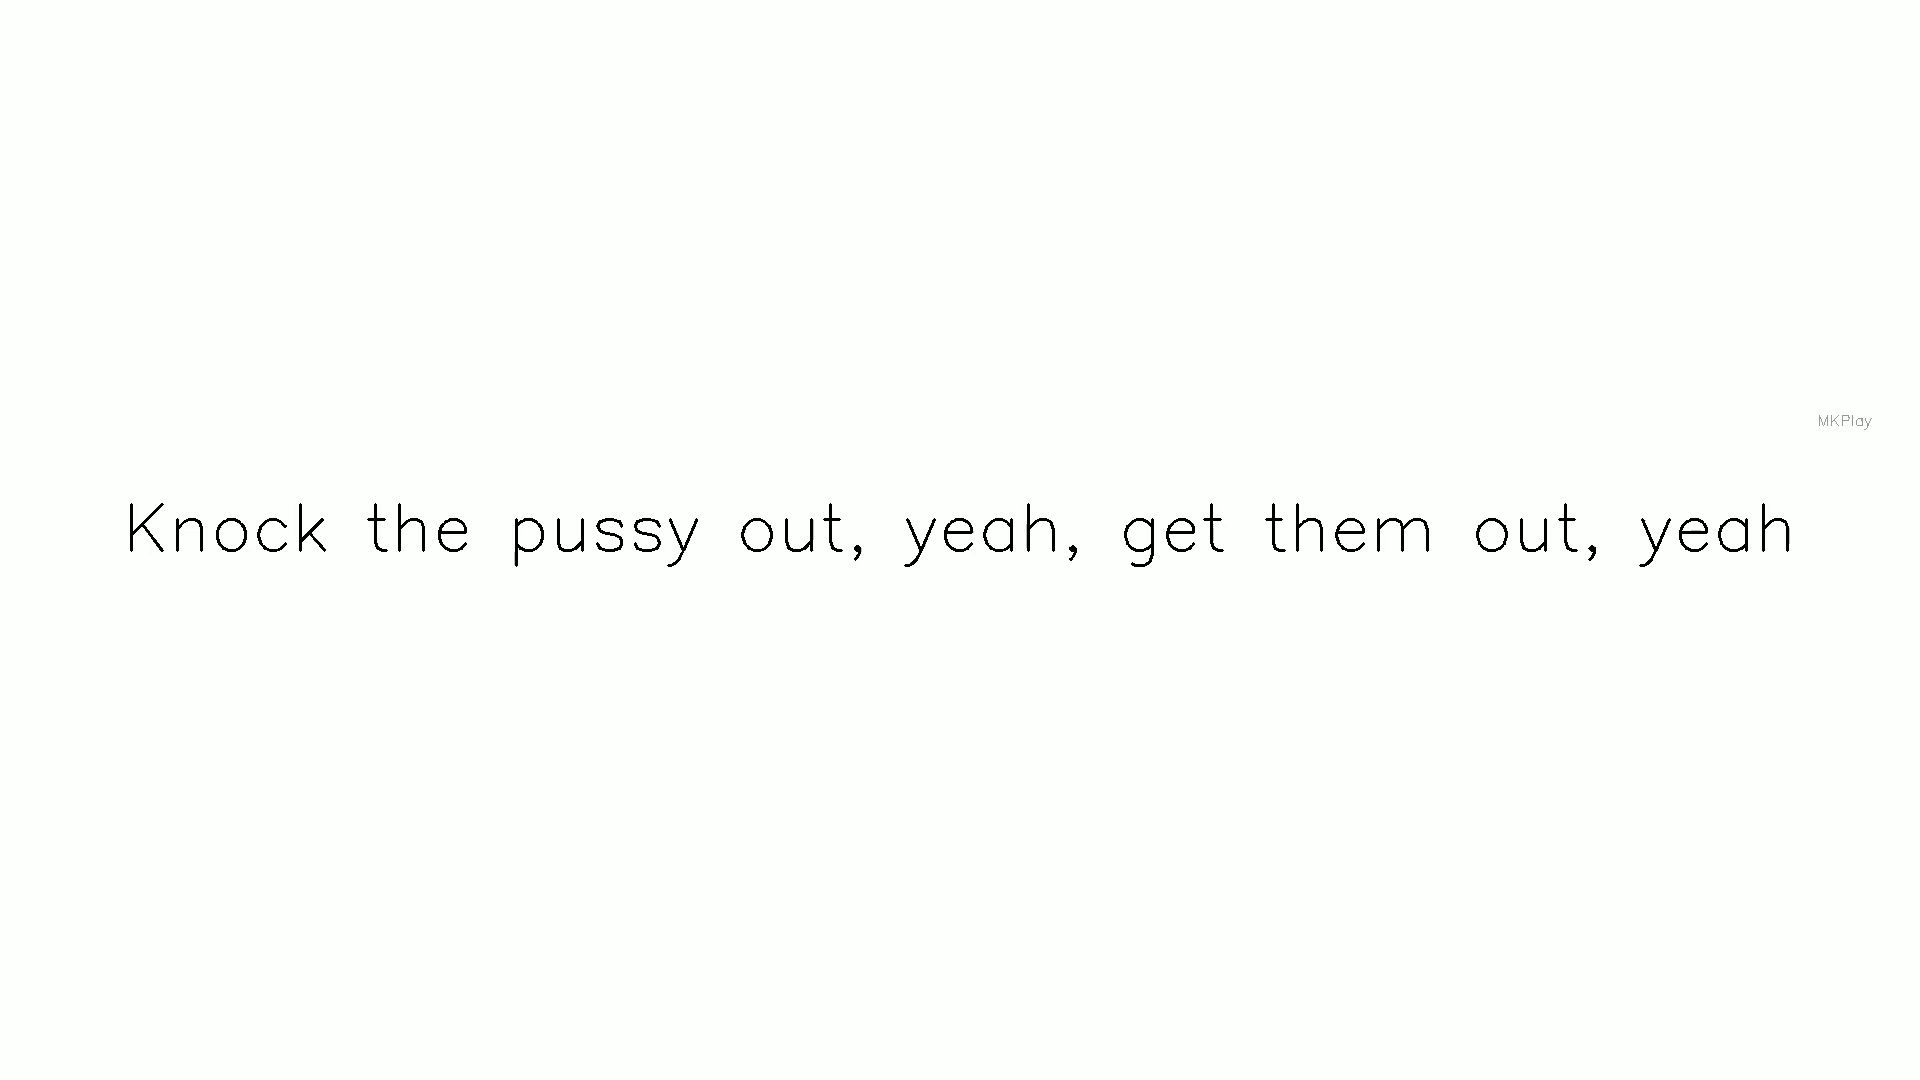 MKPlay
Knock the pussy out, yeah, get them out, yeah